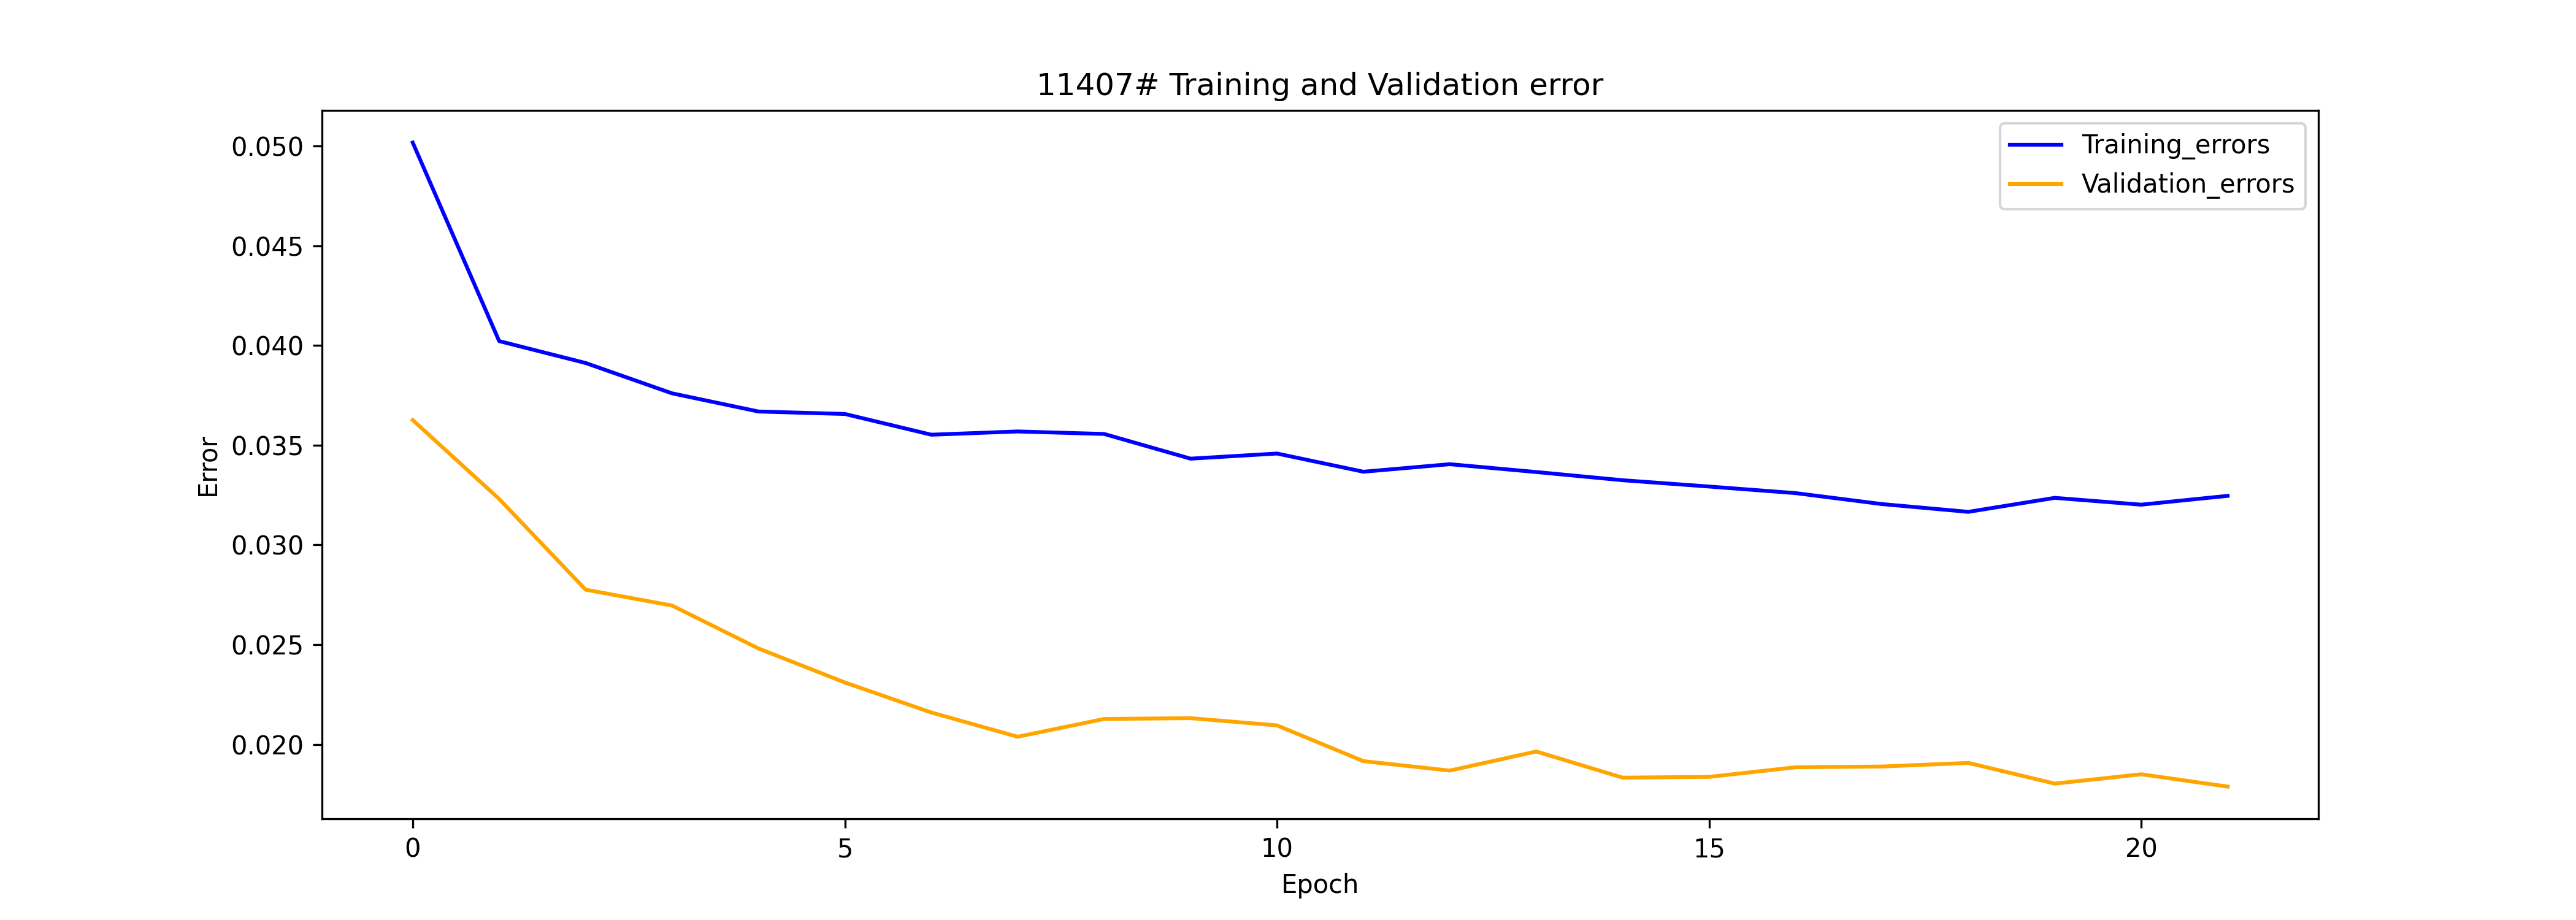 11407# Training and Validation error
Training_errors
Validation_errors
0.050
0.045
0.040
0.035
0.030
0.025
0.020
Error
0
5
10
15
20
Epoch